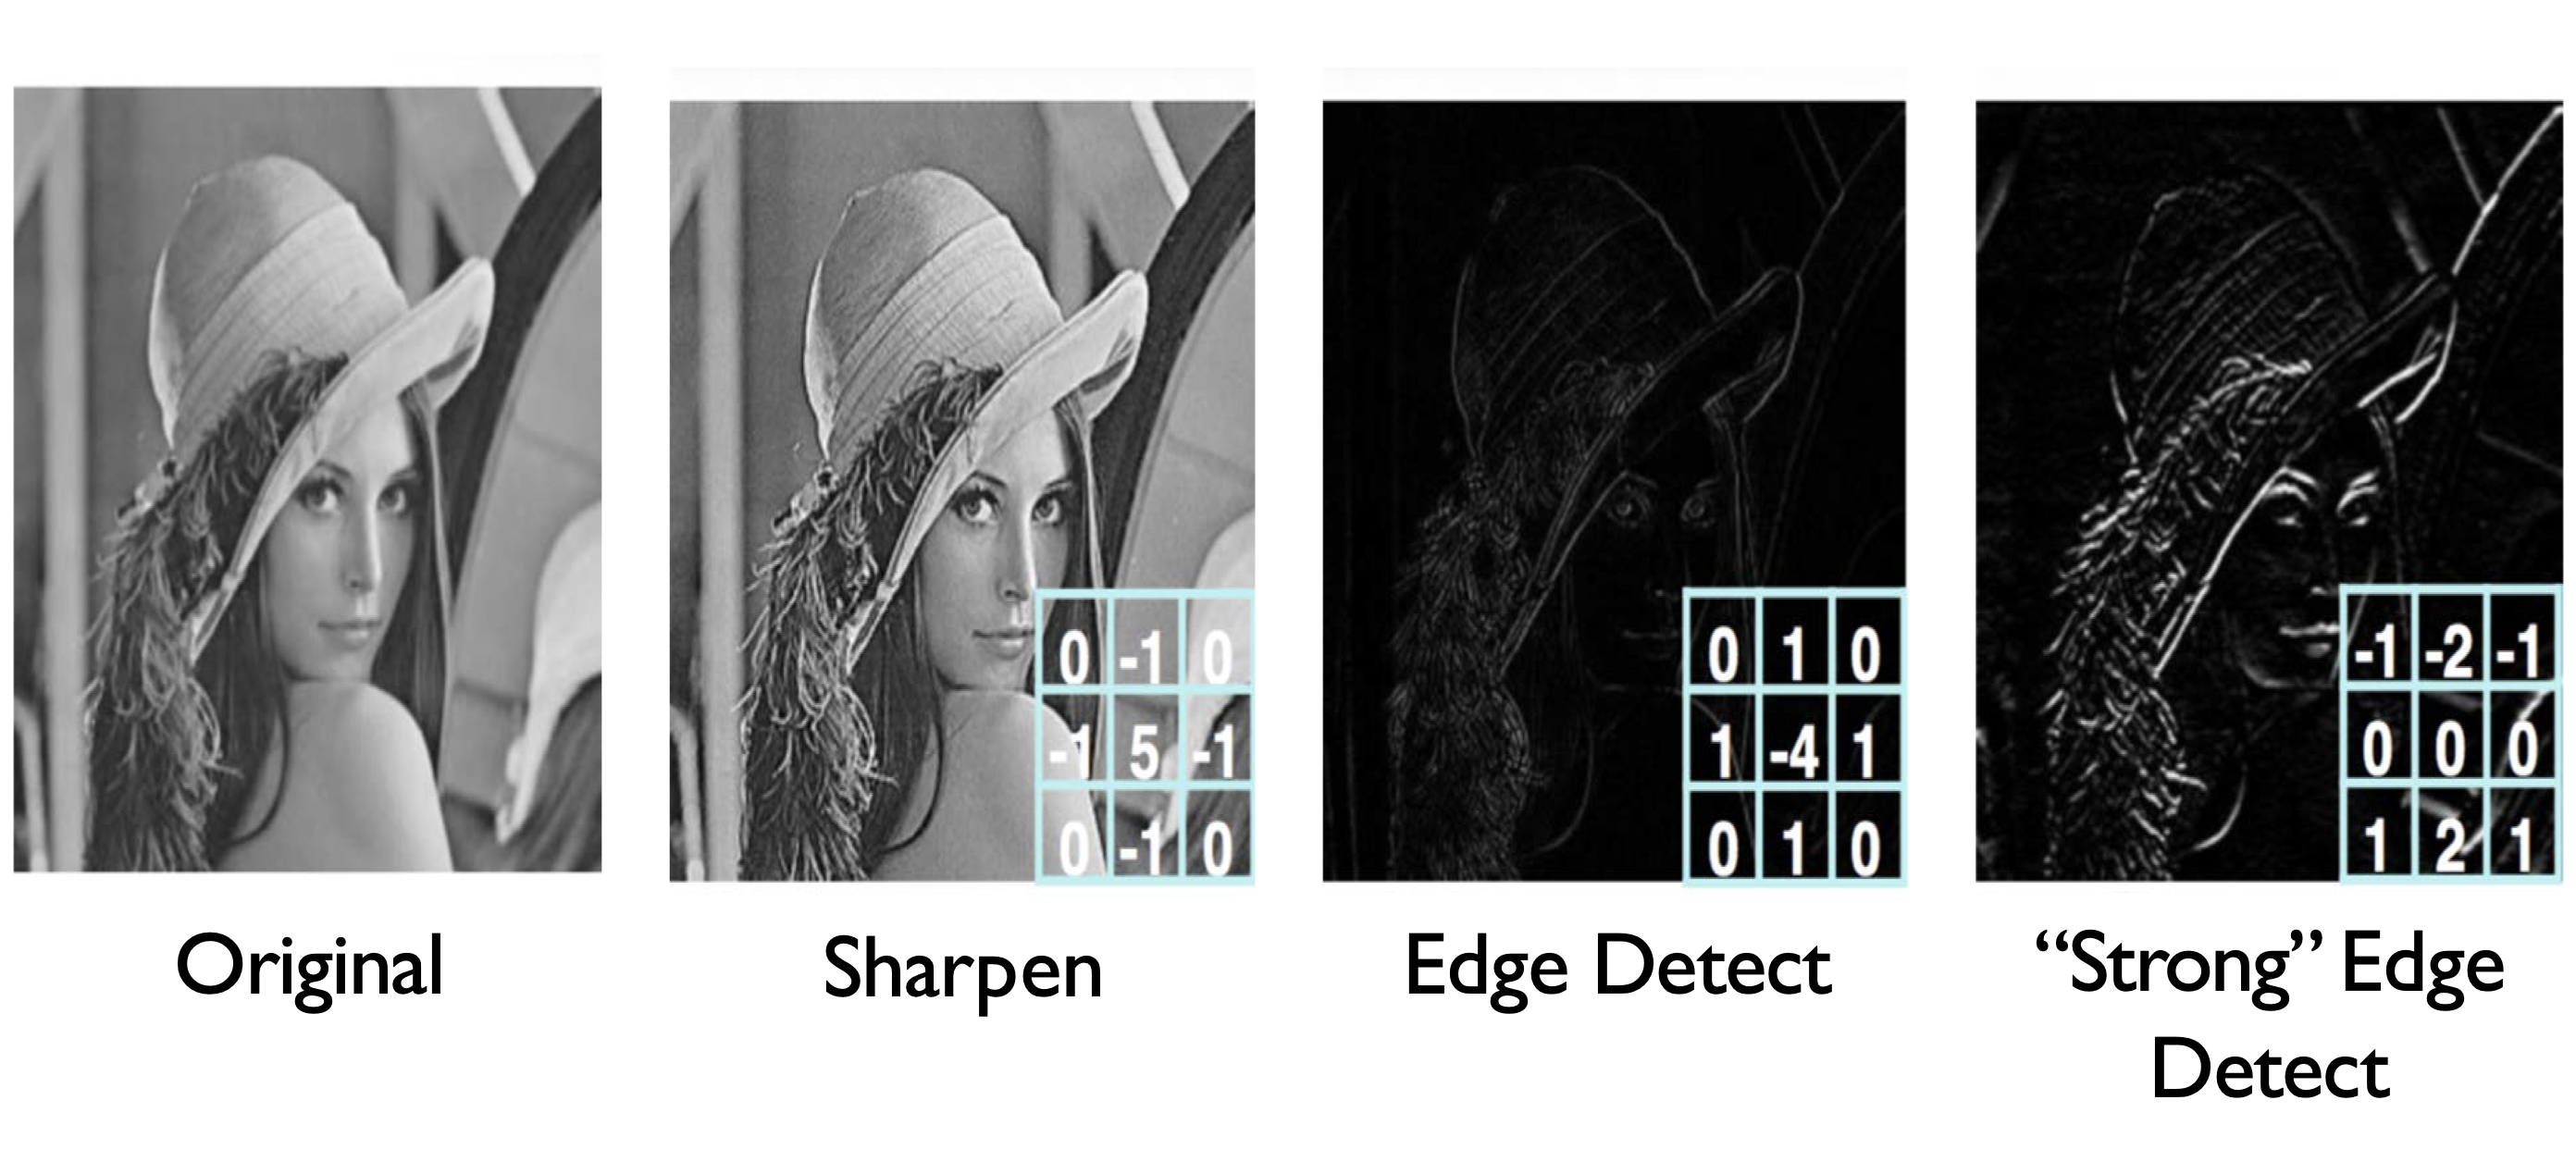 0 -1 0
-1 5 -1
0 -1 0
0 1 0
1 -4 1
0 1 0
-1 -2 -1
0 0 0
1 2 1
Original
Sharpen
Edge Detect
“Strong” Edge
Detect